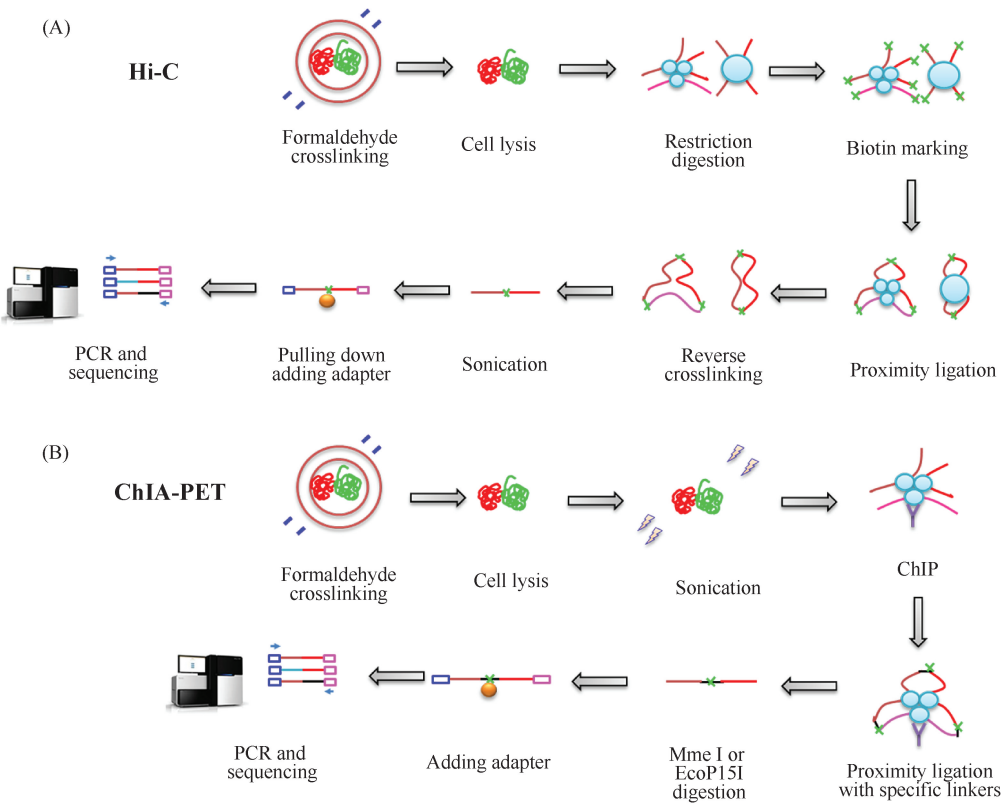 (A)
Hi-C
Formaldehyde
crosslinking
Cell lysis
Restriction
digestion
Biotin marking
PCR and
sequencing
Pulling down
adding adapter
Sonication
Reverse
crosslinking
Proximity ligation
(B)
ChIA-PET
Formaldehyde
crosslinking
Cell lysis
Sonication
ChIP
PCR and
sequencing
Adding adapter
Mme I or
EcoP15I
digestion
Proximity ligation
with specific linkers